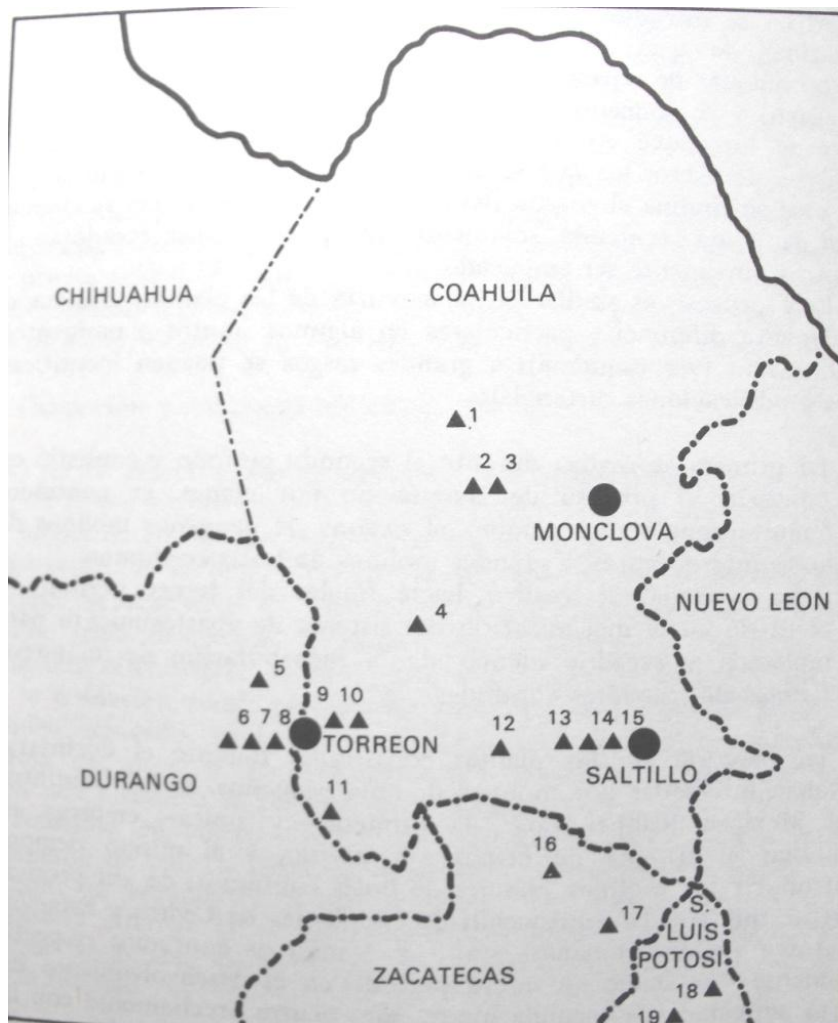 CHIHUAHUA
COAHUILA
1
2 3
MONCLOVA
NUEVO LEON
4
5
6 7 8 9 10
TORREON
12 13 14 15
SALTILLO
DURANGO
11
16
17
S.
LUIS
POTOSI
ZACATECAS
18
19